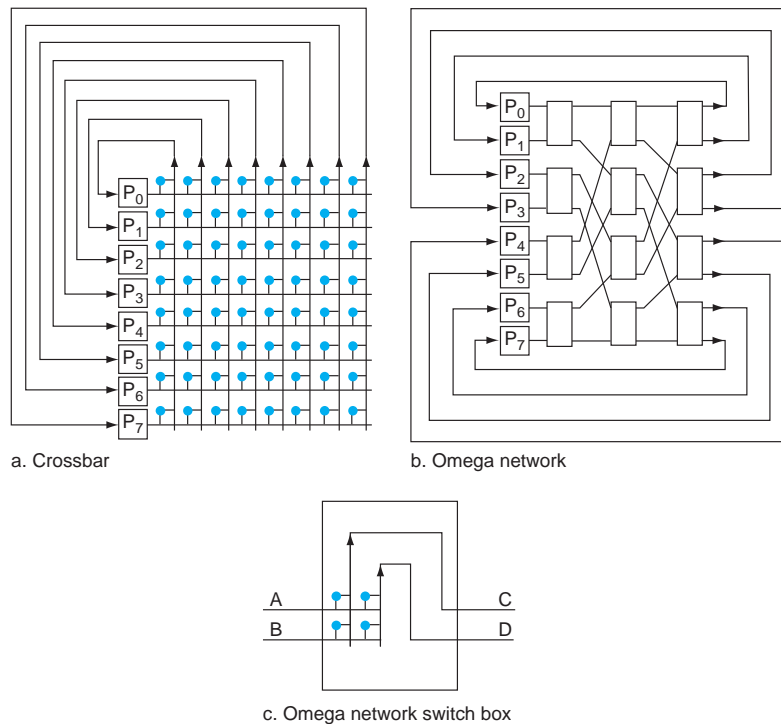 P0
P1
P2
P3
P4
P5
P6
P7
a. Crossbar
P0
P1
P2
P3
P4
P5
P6
P7
b. Omega network
A
B
C
D
c. Omega network switch box